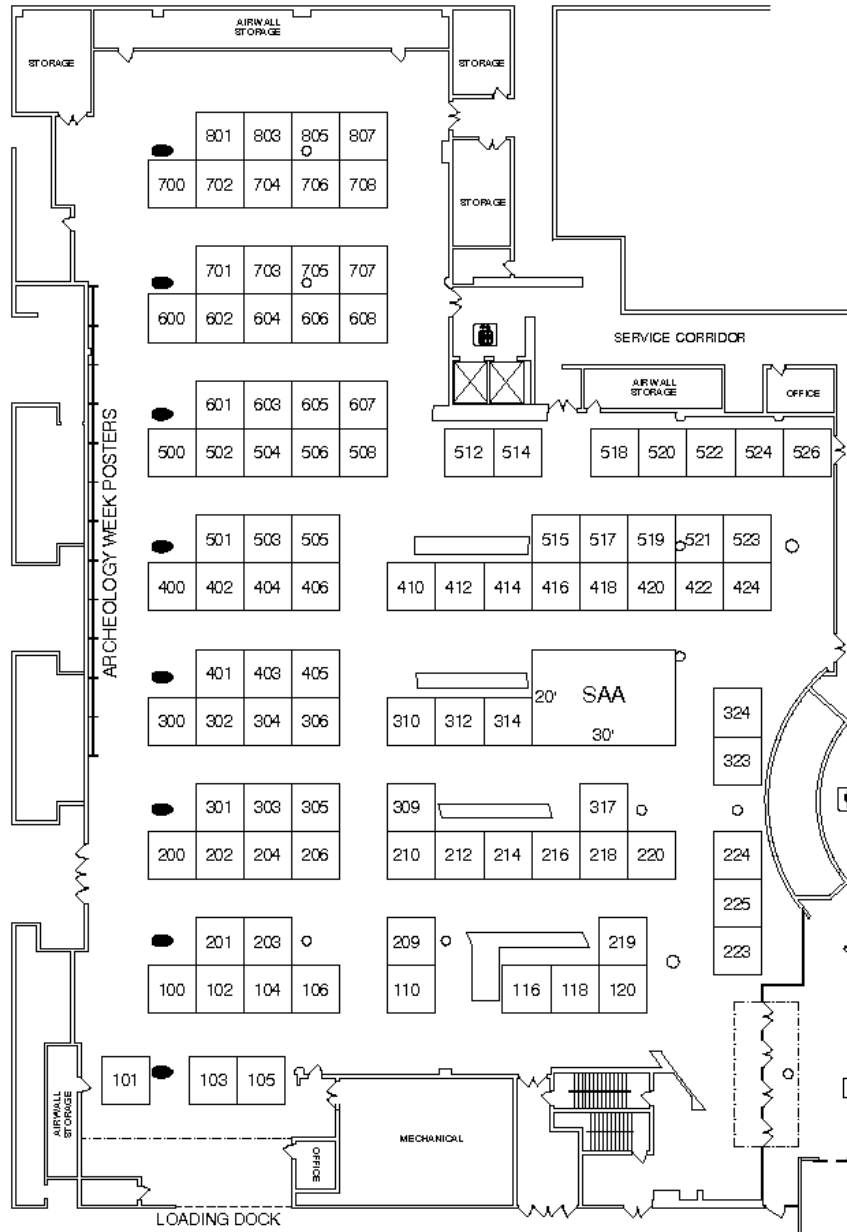 AIRWALL
STORAGE
STORAGE
STORAGE
801 803 805 807
700 702 704 706 708
STORAGE
701 703 705 707
600 602 604 606 608
SERVICE CORRIDOR
AIRWALL
STORAGE
OFFICE
601 603 605 607
500 502 504 506 508
512 514
518 520 522 524 526
ARCHEOLOGY WEEK POSTERS
501 503 505
515 517 519 521 523
400 402 404 406
410 412 414 416 418 420 422 424
401 403 405
20' SAA
30'
300 302 304 306
310 312 314
324
323
301 303 305
309
317
200 202 204 206
210 212 214 216 218 220
224
225
223
201 203
209
219
100 102 104 106
110
116 118 120
101
103 105
AIRWALL
STORAGE
OFFICE
MECHANICAL
LOADING DOCK